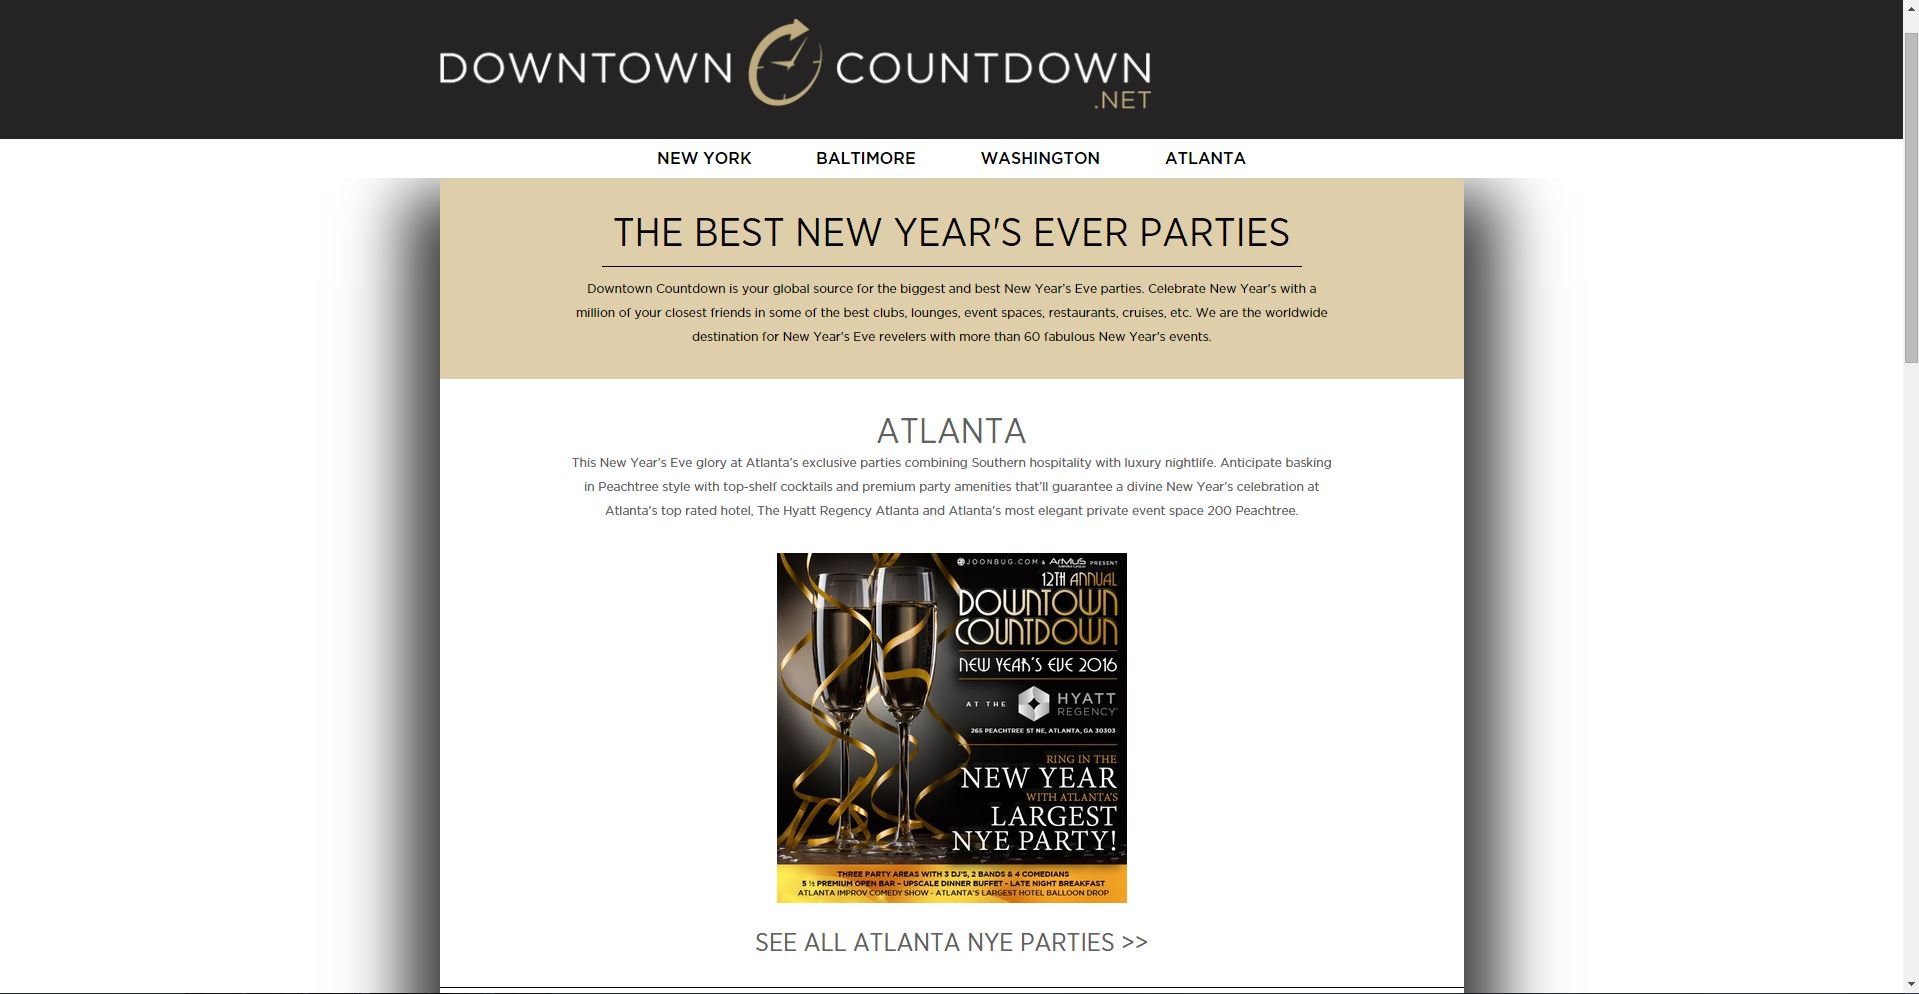 DOWNTOWN COUNTDOWN
.NET
NEW YORK BALTIMORE WASHINGTON ATLANTA
THE BEST NEW YEAR'S EVER PARTIES
Downtown Countdown is your global source for the biggest and best New Year's Eve parties. Celebrate New Year's with a
million of your closest friends in some of the best clubs, lounges, event spaces, restaurants, cruises, etc. We are the worldwide
destination for New Year's Eve revelers with more than 60 fabulous New Year's events.
ATLANTA
This New Year's Eve glory at Atlanta's exclusive parties combining Southern hospitality with luxury nightlife. Anticipate basking
in Peachtree style with top-shelf cocktails and premium party amenities that'll guarantee a divine New Year's celebration at
Atlanta's top rated hotel, The Hyatt Regency Atlanta and Atlanta's most elegant private event space 200 Peachtree.
JOONBUG.COM & ArMuS PRESENT
12TH ANNUAL
DOWNTOWN
COUNTDOWN
NEW YEAR'S EVE 2016
AT THE HYATT
REGENCY
265 PEACHTREE ST NE, ATLANTA, GA 30303
RING IN THE
NEW YEAR
WITH ATLANTA'S
LARGEST
NYE PARTY!
THREE PARTY AREAS WITH 3 DJ'S, 2 BANDS & 4 COMEDIANS
5 ½ PREMIUM OPEN BAR - UPSCALE DINNER BUFFET - LATE NIGHT BREAKFAST
ATLANTA IMPROV COMEDY SHOW - ATLANTA'S LARGEST HOTEL BALLOON DROP
SEE ALL ATLANTA NYE PARTIES >>